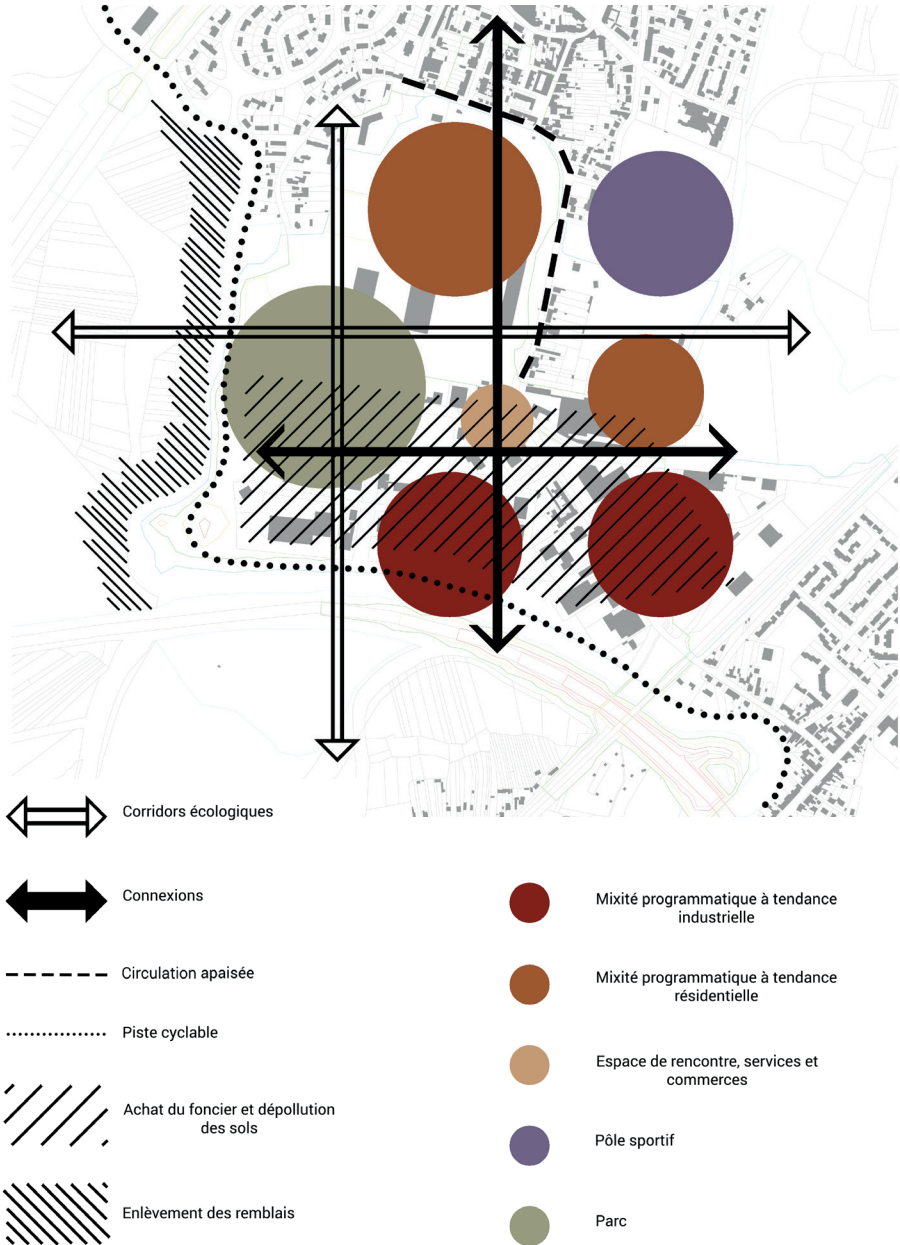 Corridors écologiques
Connexions
Circulation apaisée
Piste cyclable
Achat du foncier et dépollution
des sols
Enlèvement des remblais
Mixité programmatique à tendance
industrielle
Mixité programmatique à tendance
résidentielle
Espace de rencontre, services et
commerces
Pôle sportif
Parc